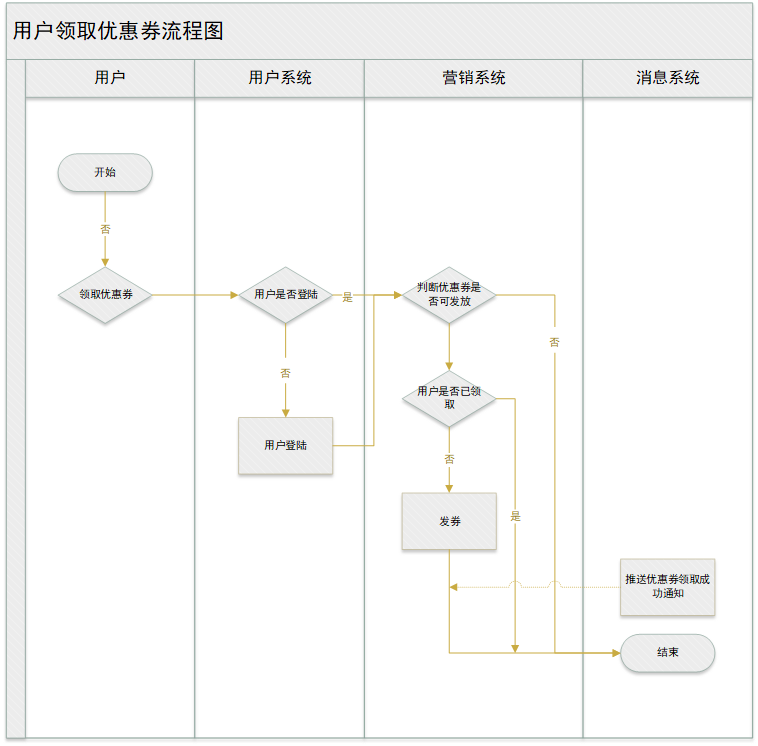 用户领取优惠券流程图
用户
用户系统
营销系统
消息系统
开始
否
领取优惠券
用户是否登陆
是
判断优惠券是
否可发放
否
否
用户是否已领
取
用户登陆
否
发券
是
推送优惠券领取成
功通知
结束